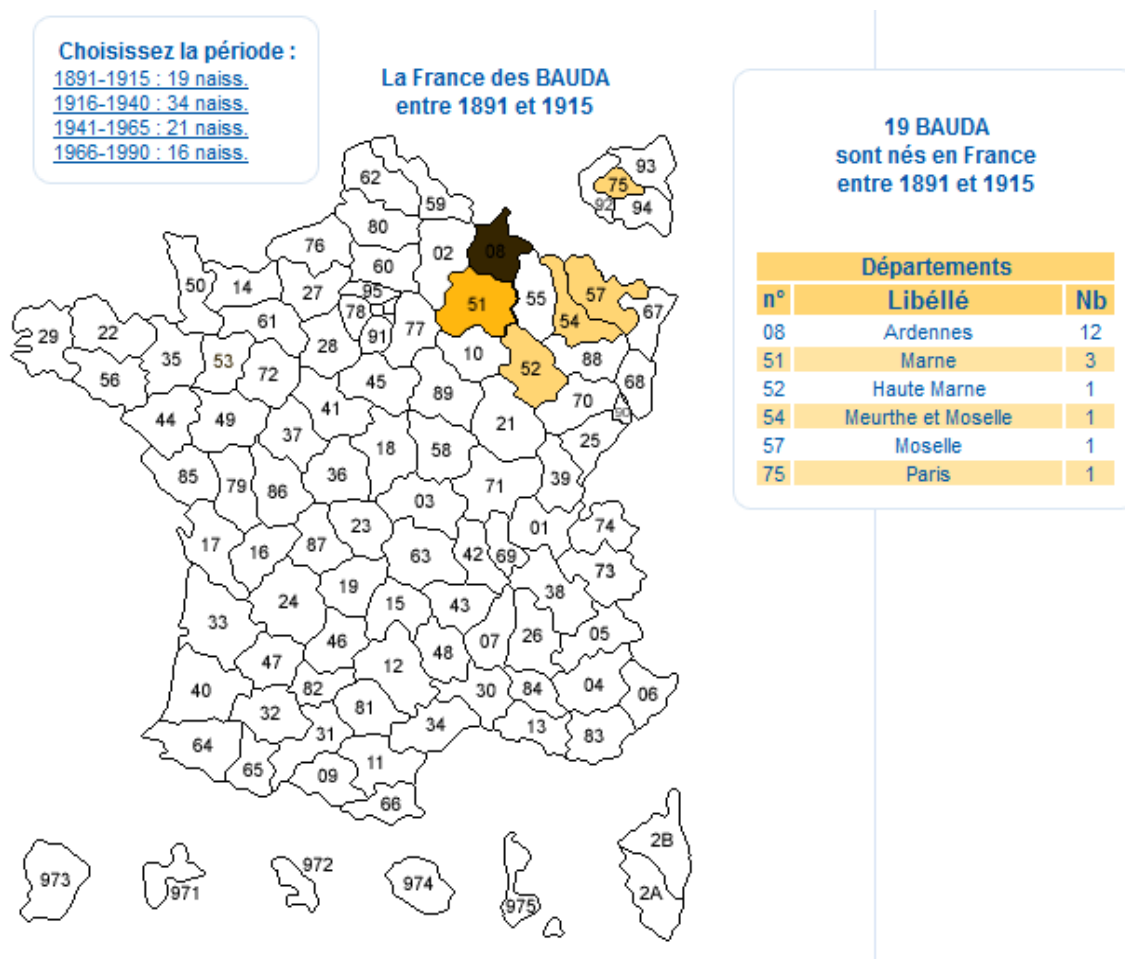 Choisissez la période :
1891-1915 : 19 naiss.
1916-1940 : 34 naiss.
1941-1965 : 21 naiss.
1966-1990 : 16 naiss.
La France des BAUDA
entre 1891 et 1915
19 BAUDA
sont nés en France
entre 1891 et 1915
Départements
n° Libéllé Nb
08 Ardennes 12
51 Marne 3
52 Haute Marne 1
54 Meurthe et Moselle 1
57 Moselle 1
75 Paris 1
93
75
92 94
62
59
80
76 02 08
60
50 14 27 95 51 55 57 67
78
61 77 54
29 22 91
35 53 28 10 88
56 72 52 68
45 89 70 90
44 49 41 21
37 25
18 58
85 79 86 36 39
71
03
23 01 74
17 16 87 63 42 69
73
19 38
24 15 43
33 05
46 07 26
48
47 12
40 82 30 84 04 06
32 81
34 13 83
31
64
65 09 11
66
2B
973 971 972 974 975 2A